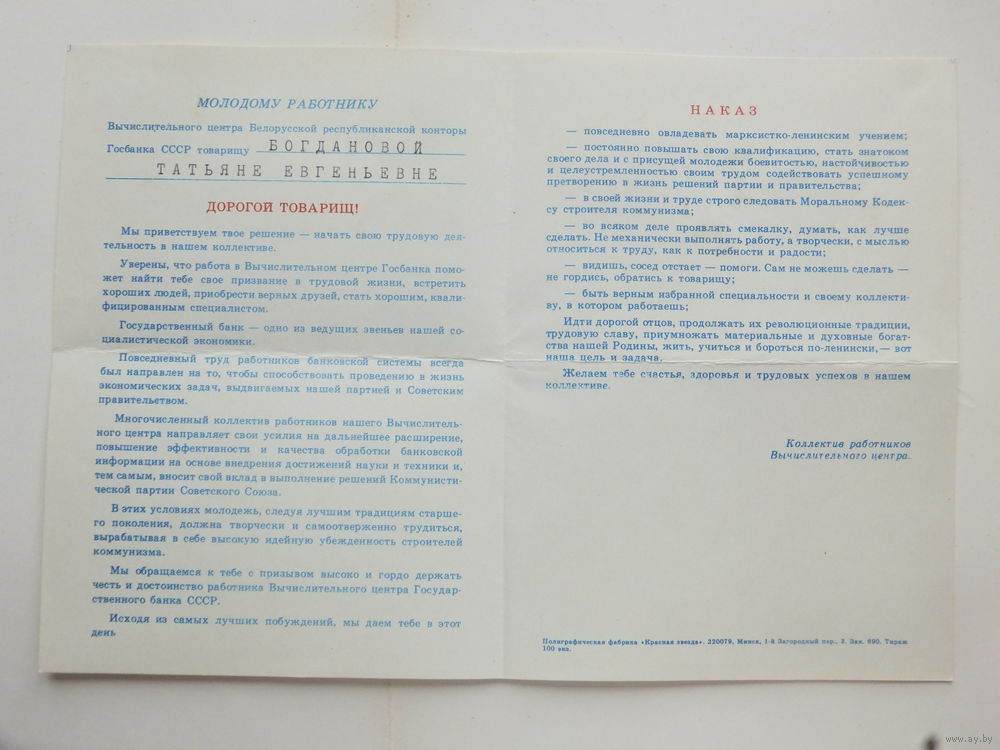 МОЛОДОМУ РАБОТНИКУ
Вычислительного центра Белорусской республиканской конторы
Госбанка СССР товарищу БОГДАНОВОЙ
ТАТЬЯНЕ ЕВГЕНЬЕВНЕ
ДОРОГОЙ ТОВАРИЩ!
Мы приветствуем твое решение — начать свою трудовую дея-
тельность в нашем коллективе.
Уверены, что работа в Вычислительном центре Госбанка помо-
жет найти тебе свое призвание в трудовой жизни, встретить
хороших людей, приобрести верных друзей, стать хорошим, квали-
фицированным специалистом.
Государственный банк — одно из ведущих звеньев нашей со-
циалистической экономики.
Повседневный труд работников банковской системы всегда
был направлен на то, чтобы способствовать проведению в жизнь
экономических задач, выдвигаемых нашей партией и Советским
правительством.
Многочисленный коллектив работников нашего Вычислитель-
ного центра направляет свои усилия на дальнейшее расширение,
повышение эффективности и качества обработки банковской
информации на основе внедрения достижений науки и техники и,
тем самым, вносит свой вклад в выполнение решений Коммунисти-
ческой партии Советского Союза.
В этих условиях молодежь, следуя лучшим традициям старше-
го поколения, должна творчески и самоотверженно трудиться,
вырабатывая в себе высокую идейную убежденность строителей
коммунизма.
Мы обращаемся к тебе с призывом высоко и гордо держать
честь и достоинство работника Вычислительного центра Государ-
ственного банка СССР.
Исходя из самых лучших побуждений, мы даем тебе в этот
день
НАКАЗ
— повседневно овладевать марксистко-ленинским учением;
— постоянно повышать свою квалификацию, стать знатоком
своего дела и с присущей молодежи боевитостью, настойчивостью
и целеустремленностью своим трудом содействовать успешному
претворению в жизнь решений партии и правительства;
— в своей жизни и труде строго следовать Моральному Кодек-
су строителя коммунизма;
— во всяком деле проявлять смекалку, думать, как лучше
сделать. Не механически выполнять работу, а творчески, с мыслью
относиться к труду, как к потребности и радости;
— видишь, сосед отстает — помоги. Сам не можешь сделать —
не гордись, обратись к товарищу;
— быть верным избранной специальности и своему коллекти-
ву, в котором работаешь;
Идти дорогой отцов, продолжать их революционные традиции,
трудовую славу, приумножать материальные и духовные богат-
ства нашей Родины, жить, учиться и бороться по-ленински,— вот
наша цель и задача.
Желаем тебе счастья, здоровья и трудовых успехов в нашем
коллективе.
Коллектив работников
Вычислительного центра.
Полиграфическая фабрика «Красная звезда». 220079, Минск, 1-й Загородный пер., 3. Зак. 690. Тираж
100 экз.
www.ay.by